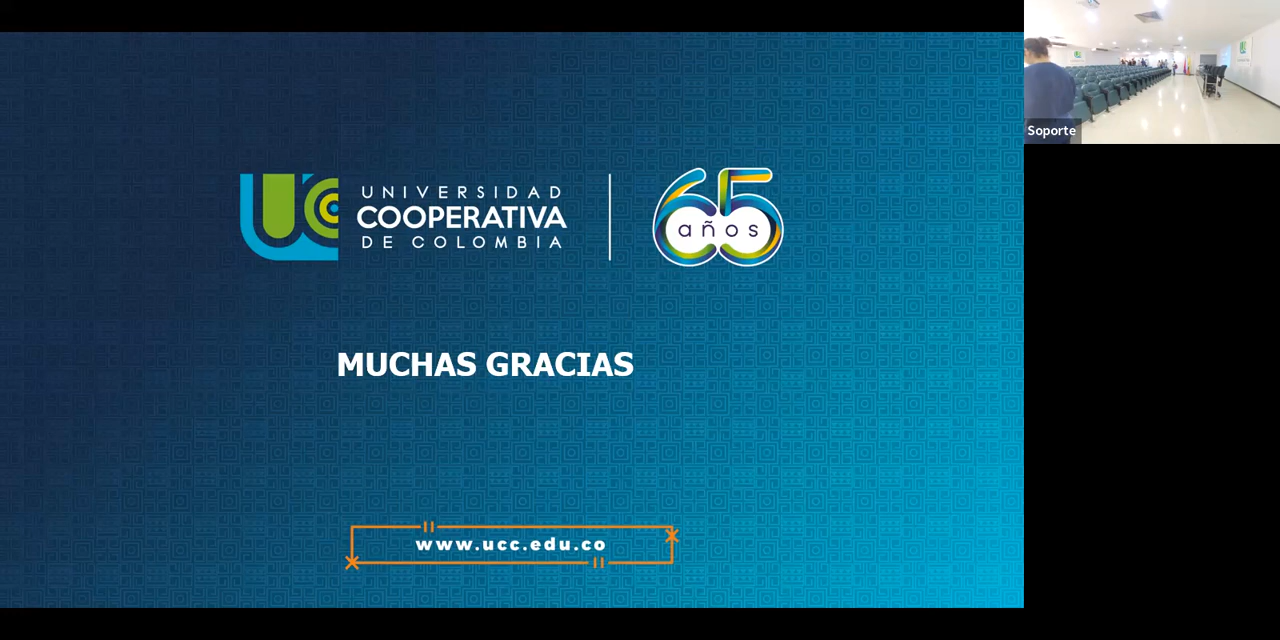 UNIVERSIDAD
COOPERATIVA
DE COLOMBIA
65
años
MUCHAS GRACIAS
www.ucc.edu.co
Soporte